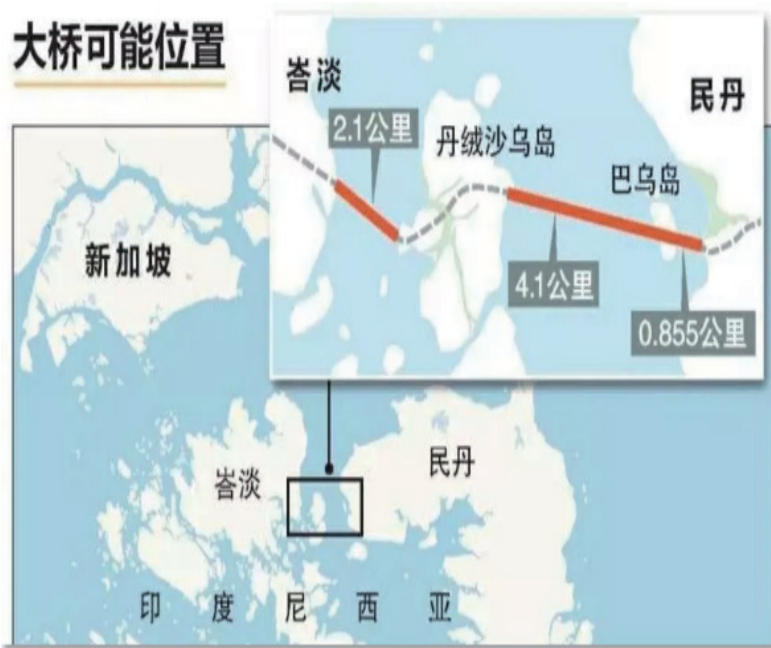 大桥可能位置
峇淡
民丹
2.1公里
丹绒沙乌岛
巴乌岛
4.1公里
0.855公里
新加坡
峇淡
民丹
印度尼西亚